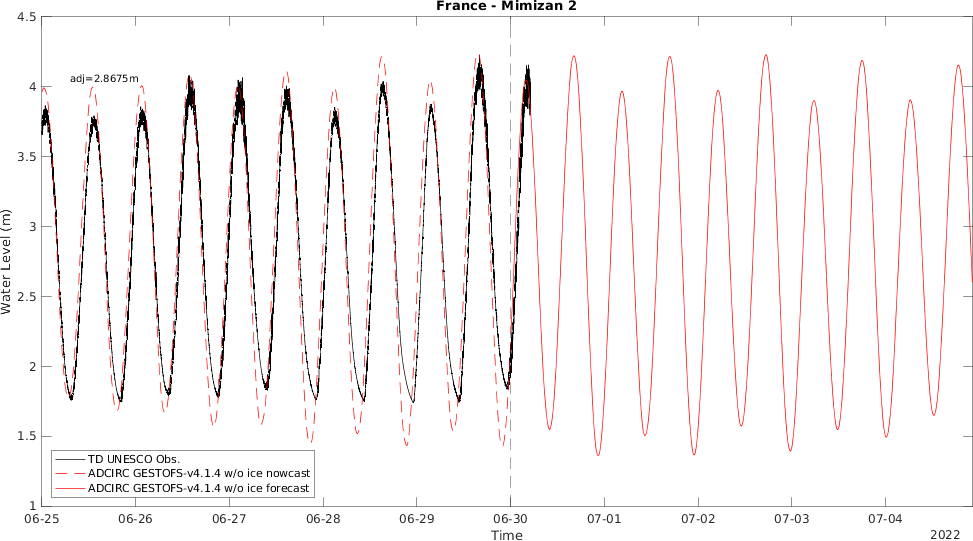 France - Mimizan 2
4.5
4
3.5
3
2.5
2
1.5
1
Water Level (m)
adj=2.8675m
TD UNESCO Obs.
ADCIRC GESTOFS-v4.1.4 w/o ice nowcast
ADCIRC GESTOFS-v4.1.4 w/o ice forecast
06-25 06-26 06-27 06-28 06-29 06-30 07-01 07-02 07-03 07-04
Time
2022